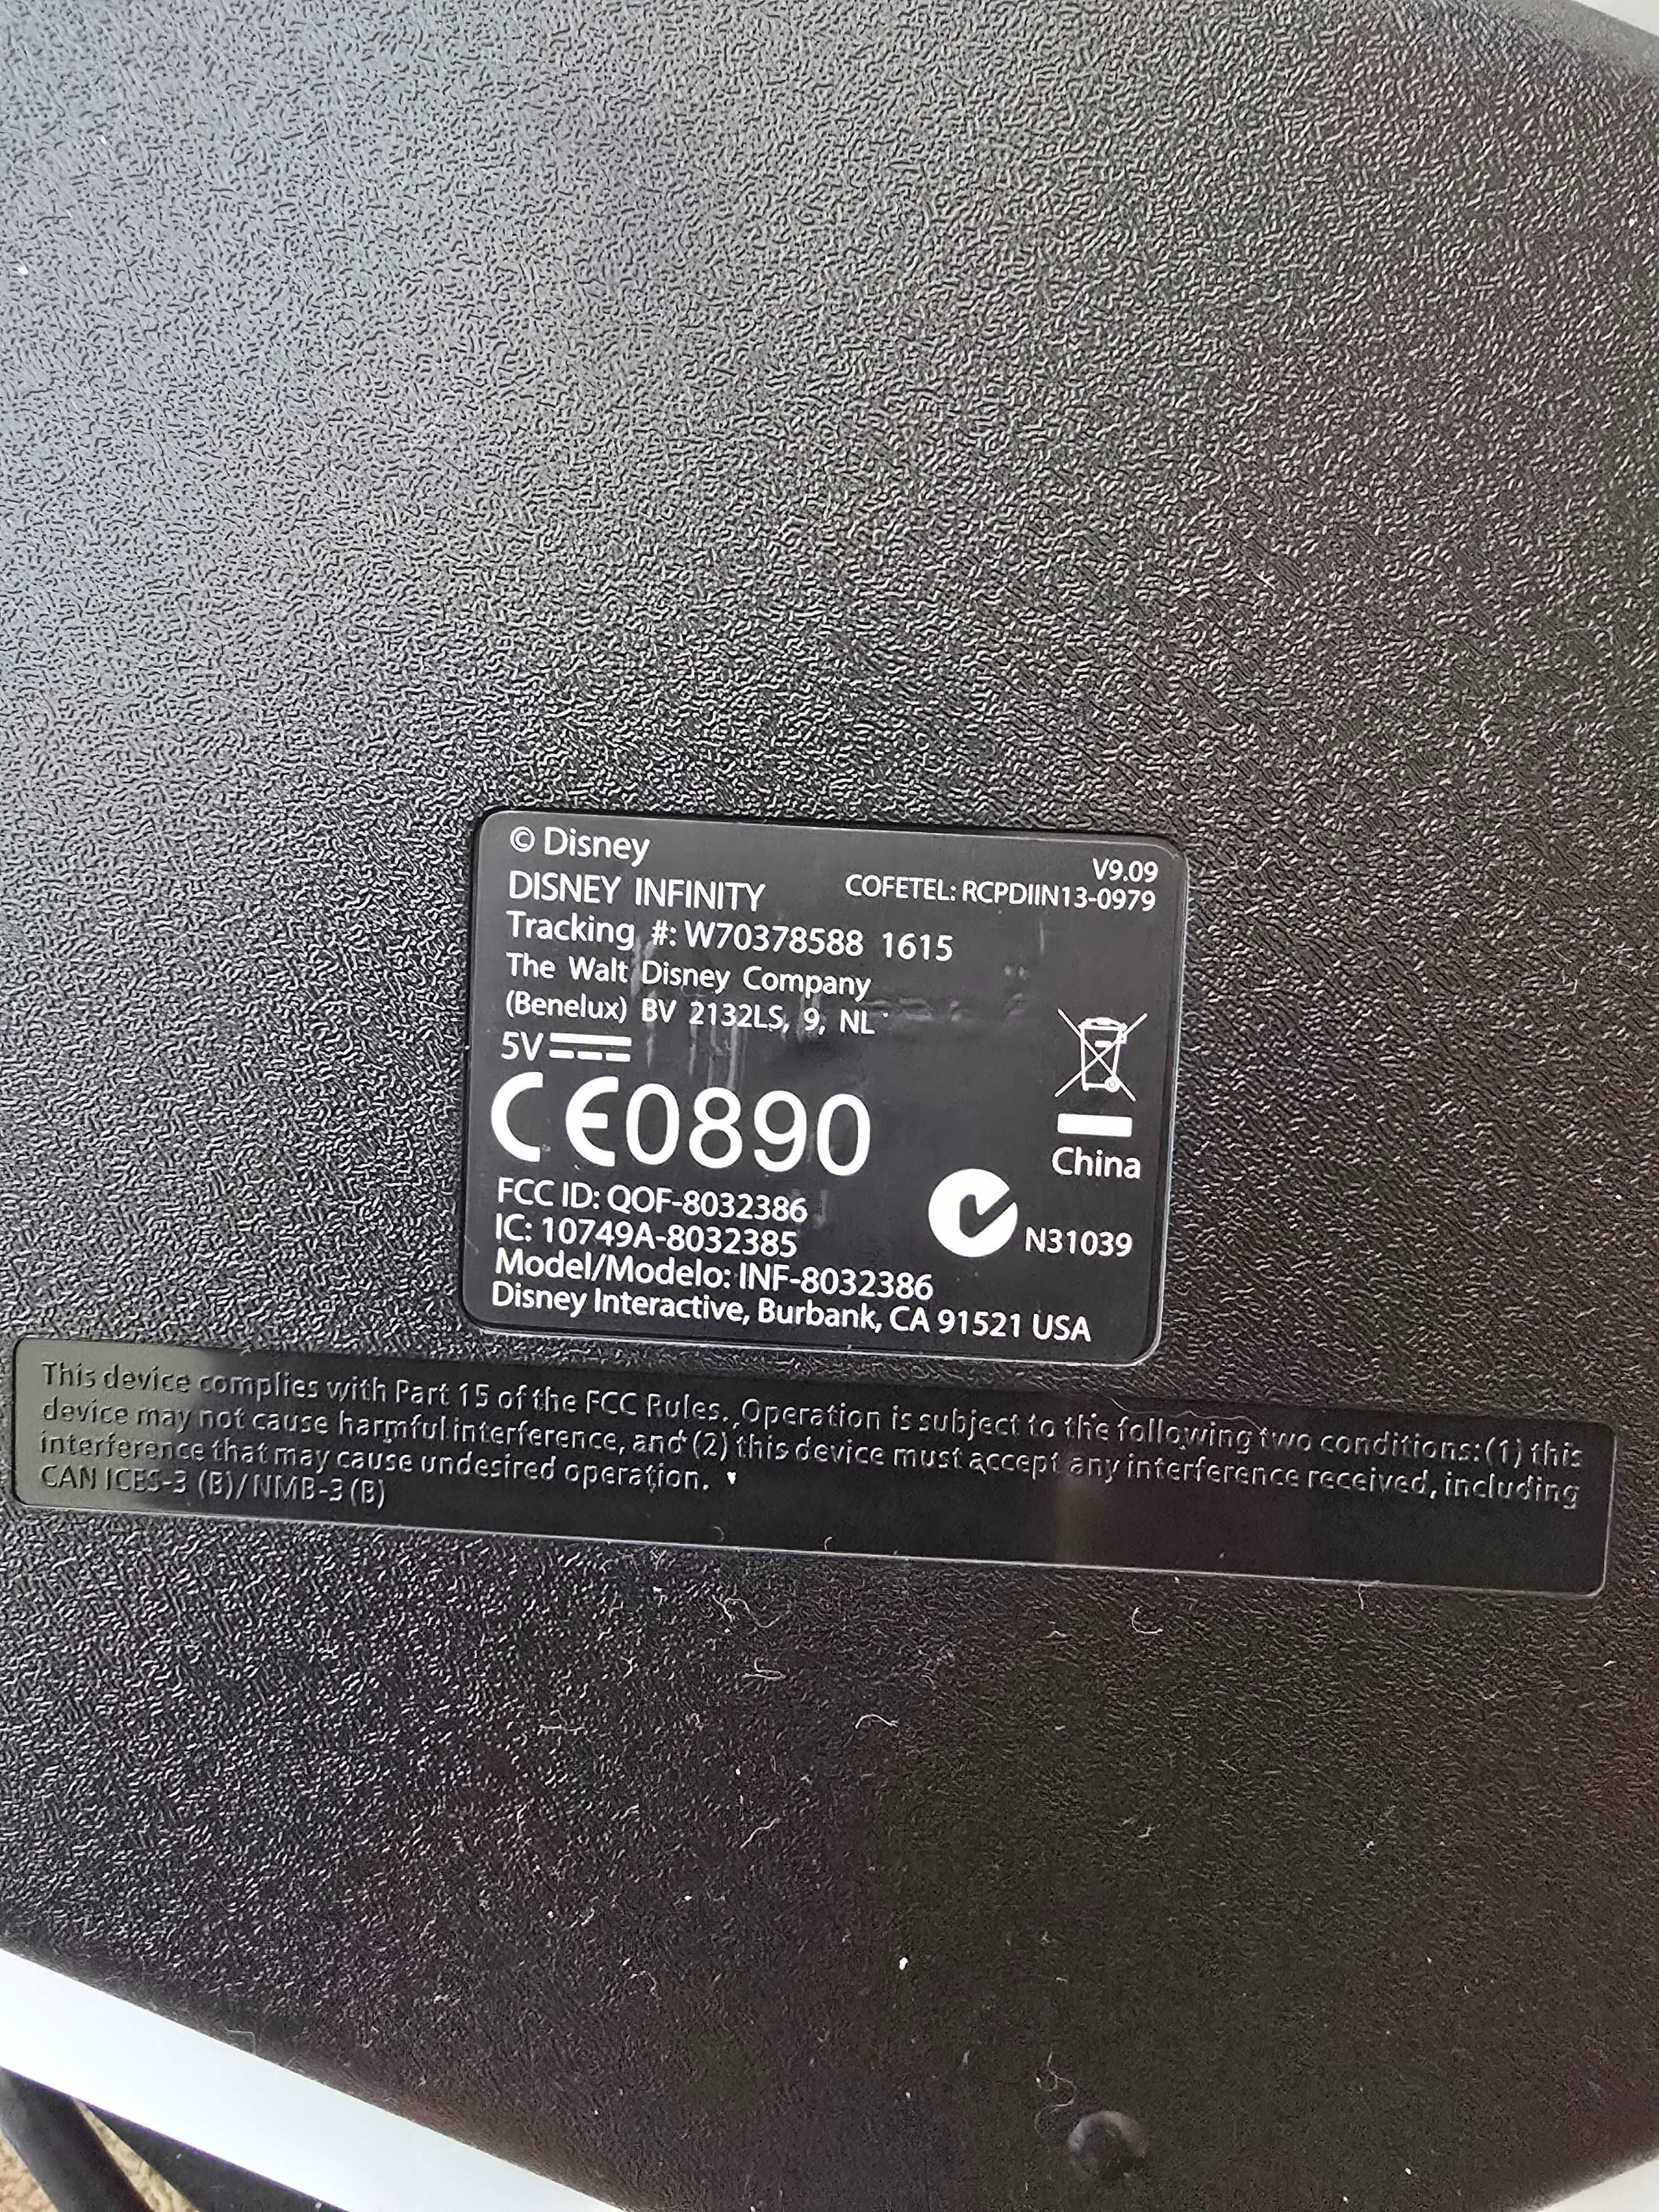 © Disney
V9.09
DISNEY INFINITY
COFETEL: RCPDIIN13-0979
Tracking #: W70378588 1615
The Walt Disney Company
(Benelux) BV 2132LS, 9, NL
5V
CE0890
China
FCC ID: QOF-8032386
IC: 10749A-8032385
N31039
Model/Modelo: INF-8032386
Disney Interactive, Burbank, CA 91521 USA
This device complies with Part 15 of the FCC Rules. Operation is subject to the following two conditions: (1) this
device may not cause harmful interference, and (2) this device must accept any interference received, including
interference that may cause undesired operation.
CAN ICES-3 (B)/NMB-3(B)